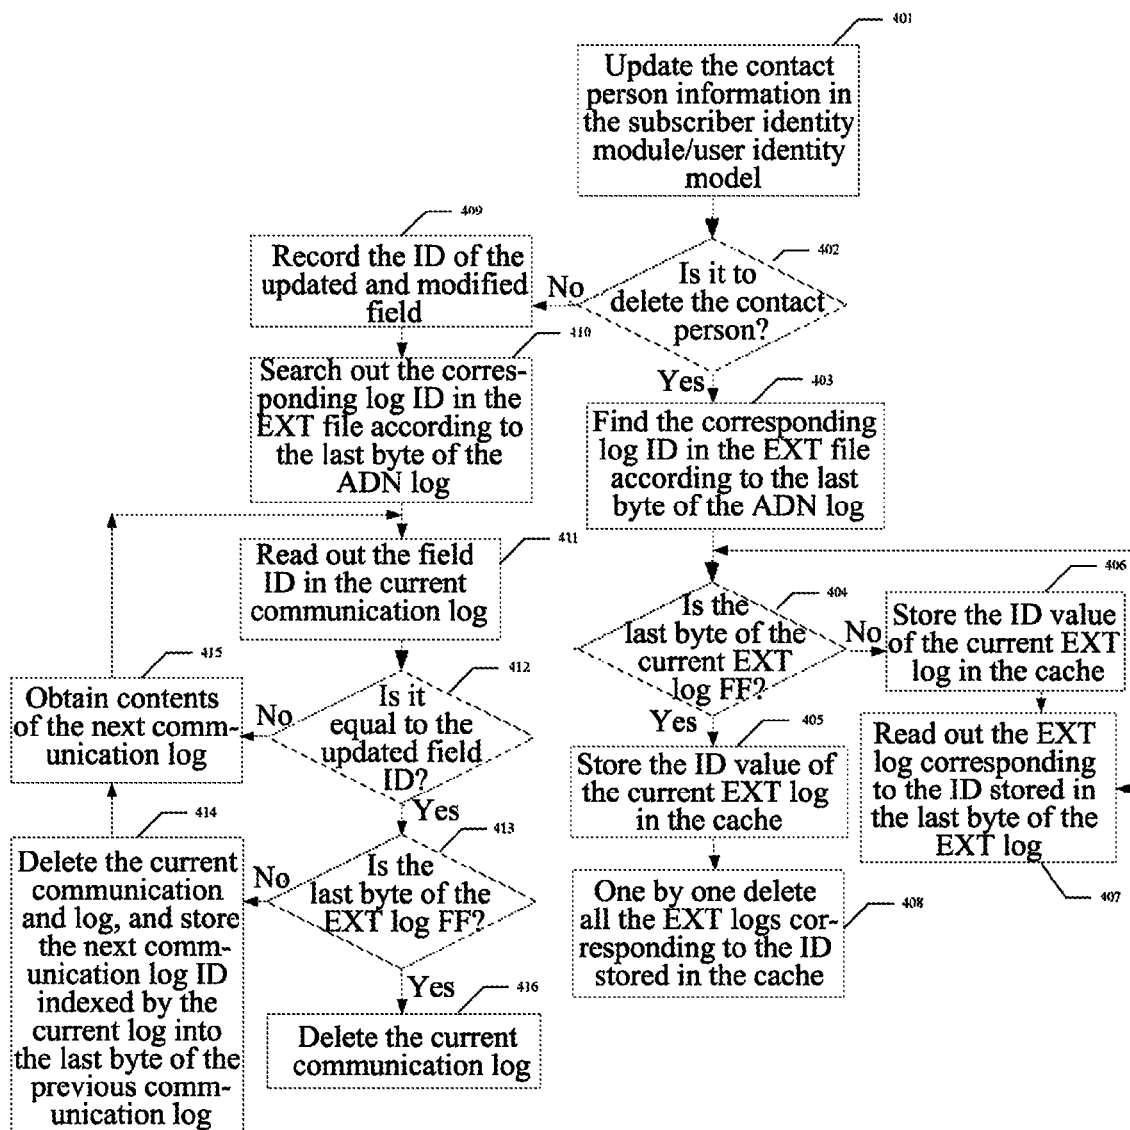 401
Update the contact
person information in
the subscriber identity
module/user identity
model
402
Is it to
delete the contact
person?
No
Yes
409
Record the ID of the
updated and modified
field
410
Search out the corres-
ponding log ID in the
EXT file according to
the last byte of the
ADN log
403
Find the corresponding
log ID in the EXT file
according to the last
byte of the ADN log
411
Read out the field
ID in the current
communication log
404
Is the
last byte of the
current EXT
log FF?
No
Yes
406
Store the ID value
of the current EXT
log in the cache
412
Is it
equal to the
updated field
ID?
No
Yes
415
Obtain contents
of the next comm-
unication log
405
Store the ID value of
the current EXT log
in the cache
Read out the EXT
log corresponding
to the ID stored in
the last byte of the
EXT log
407
413
Is the
last byte of the
EXT log FF?
No
Yes
414
Delete the current
communication
and log, and store
the next comm-
unication log ID
indexed by the
current log into
the last byte of the
previous comm-
unication log
One by one delete
all the EXT logs cor-
responding to the ID
stored in the cache
408
416
Delete the current
communication log